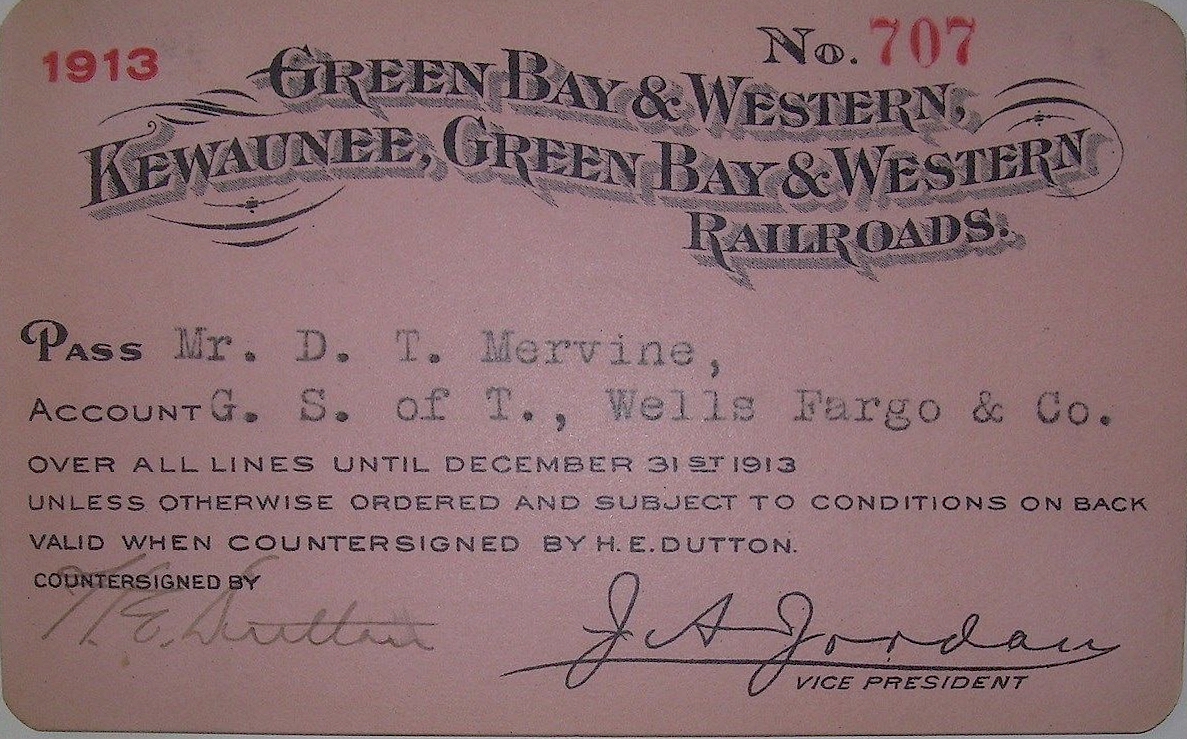 1913 No. 707
GREEN BAY & WESTERN,
KEWAUNEE, GREEN BAY & WESTERN
RAILROADS.
PASS Mr. D. T. Mervine,
ACCOUNT G. S. of T., Wells Fargo & Co.
OVER ALL LINES UNTIL DECEMBER 31ST 1913
UNLESS OTHERWISE ORDERED AND SUBJECT TO CONDITIONS ON BACK
VALID WHEN COUNTERSIGNED BY H. E. DUTTON.
COUNTERSIGNED BY
H. E. Dutton
J A Jordan
VICE PRESIDENT